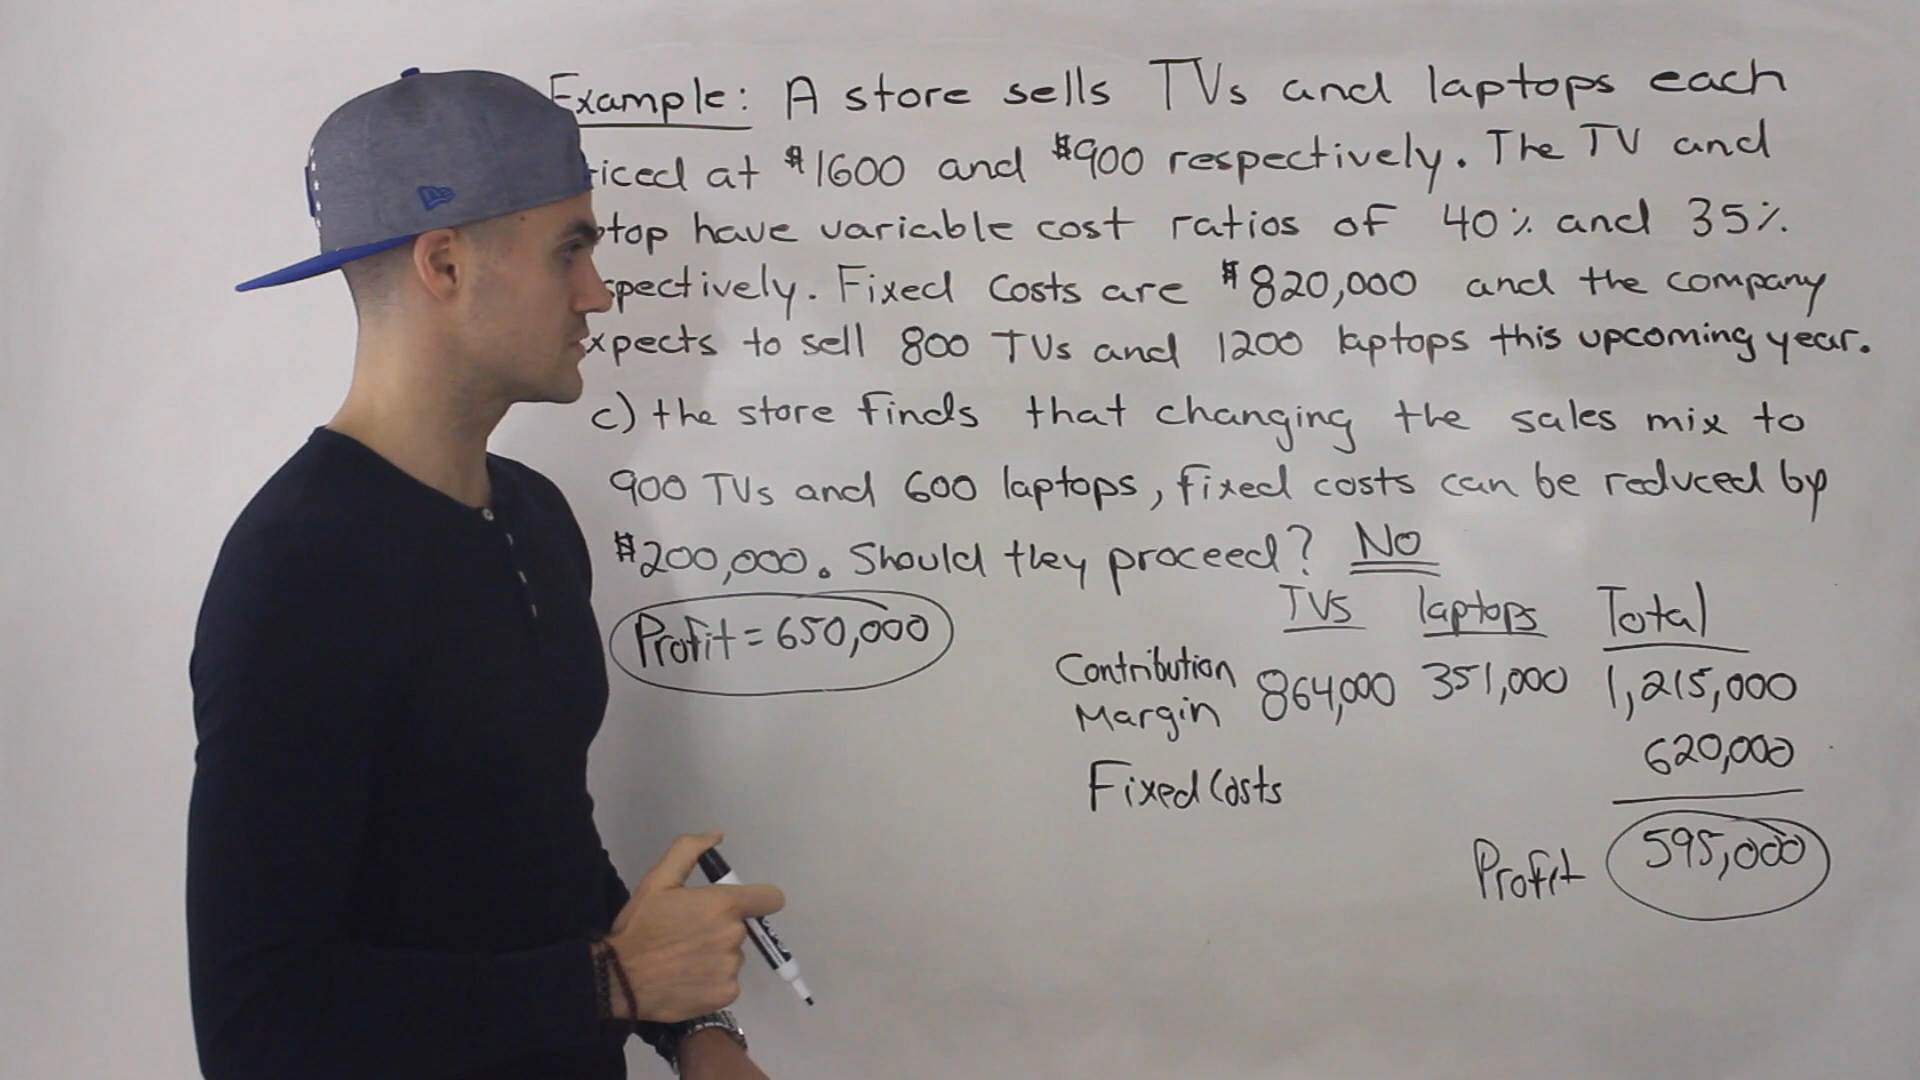 Example: A store sells TVs and laptops each
riced at $1600 and $900 respectively. The TV and
top have variable cost ratios of 40% and 35%
spectively. Fixed Costs are $820,000 and the company
xpects to sell 800 TVs and 1200 laptops this upcoming year.
c) the store finds that changing the sales mix to
900 TVs and 600 laptops, fixed costs can be reduced by
$200,000. Should they proceed? No
Profit = 650,000
TVs laptops Total
Contribution Margin 864,000 351,000 1,215,000
Fixed Costs 620,000
Profit 595,000